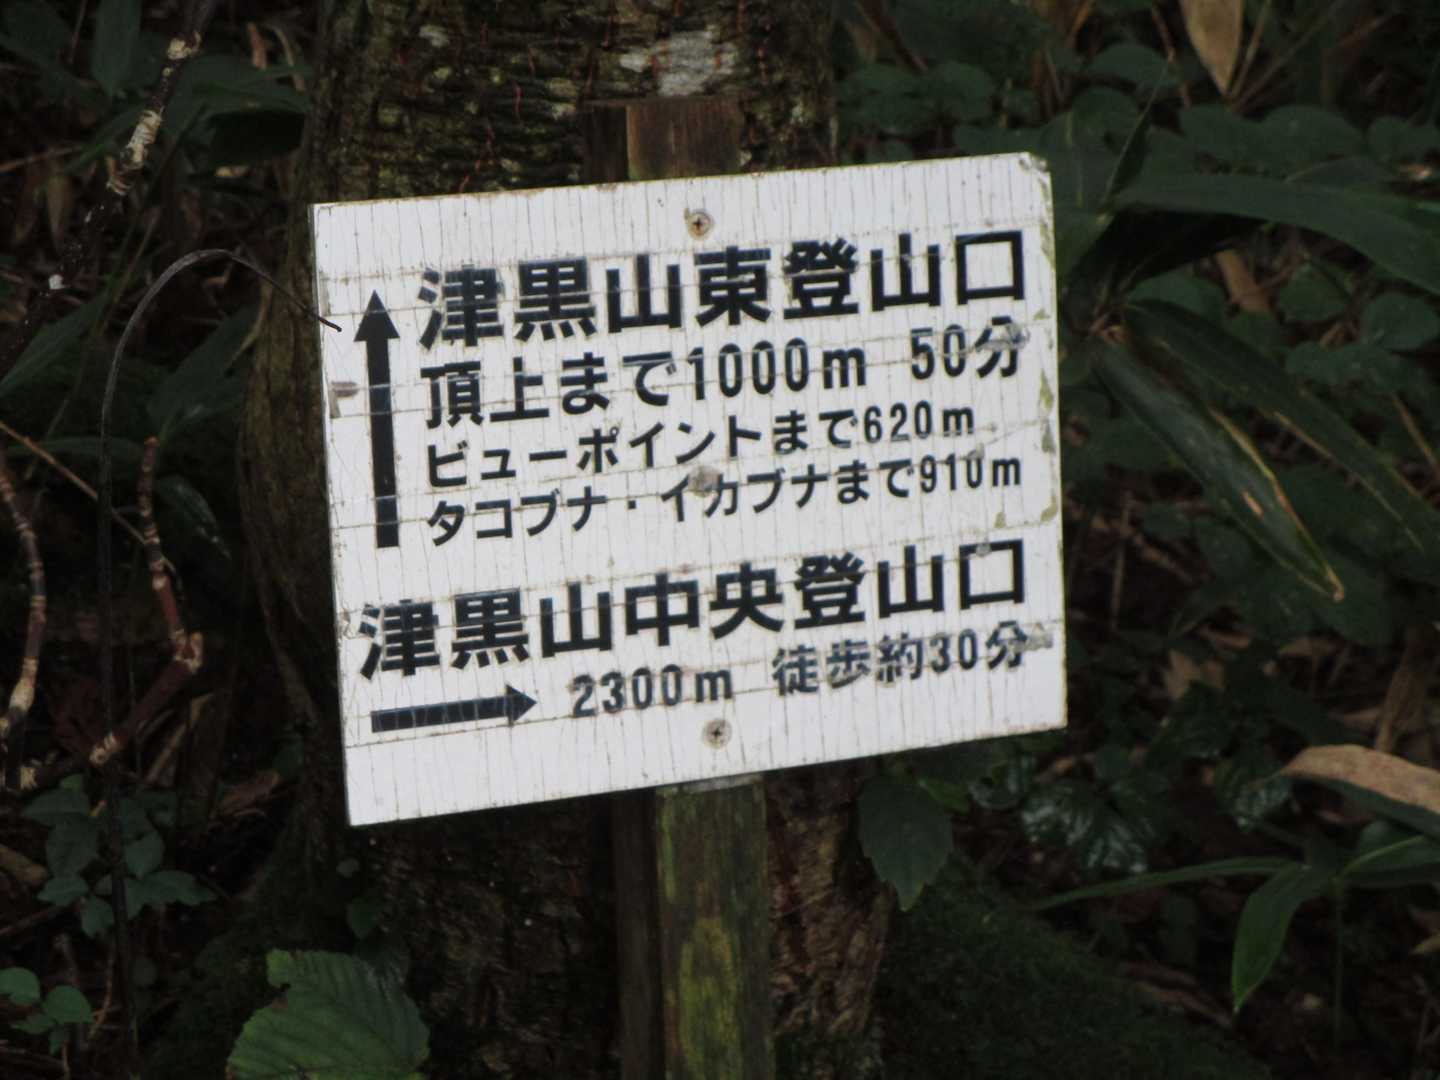 津黒山東登山口
頂上まで1000m 50分
ビューポイントまで620m
タコブナ・イカブナまで910m
津黒山中央登山口
2300m 徒歩約30分